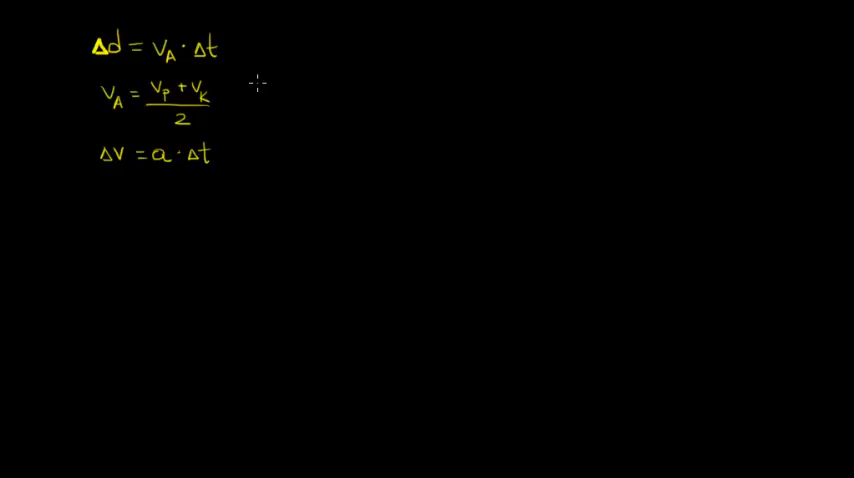 Δd = v_A · Δt
v_A = (v_P + v_K) / 2
Δv = a · Δt